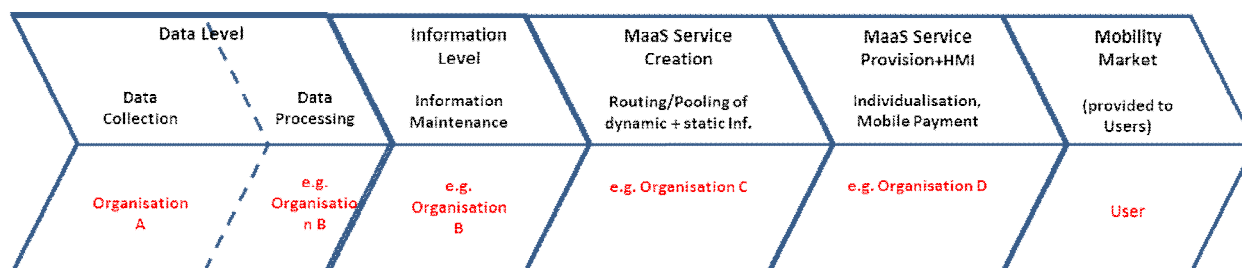 Data Level
Data
Collection
Data
Processing
Information
Level
Information
Maintenance
MaaS Service
Creation
Routing/Pooling of
dynamic + static Inf.
MaaS Service
Provision+HMI
Individualisation,
Mobile Payment
Mobility
Market
(provided to
Users)
Organisation
A
e.g.
Organisatio
n B
e.g.
Organisation
B
e.g. Organisation C
e.g. Organisation D
User